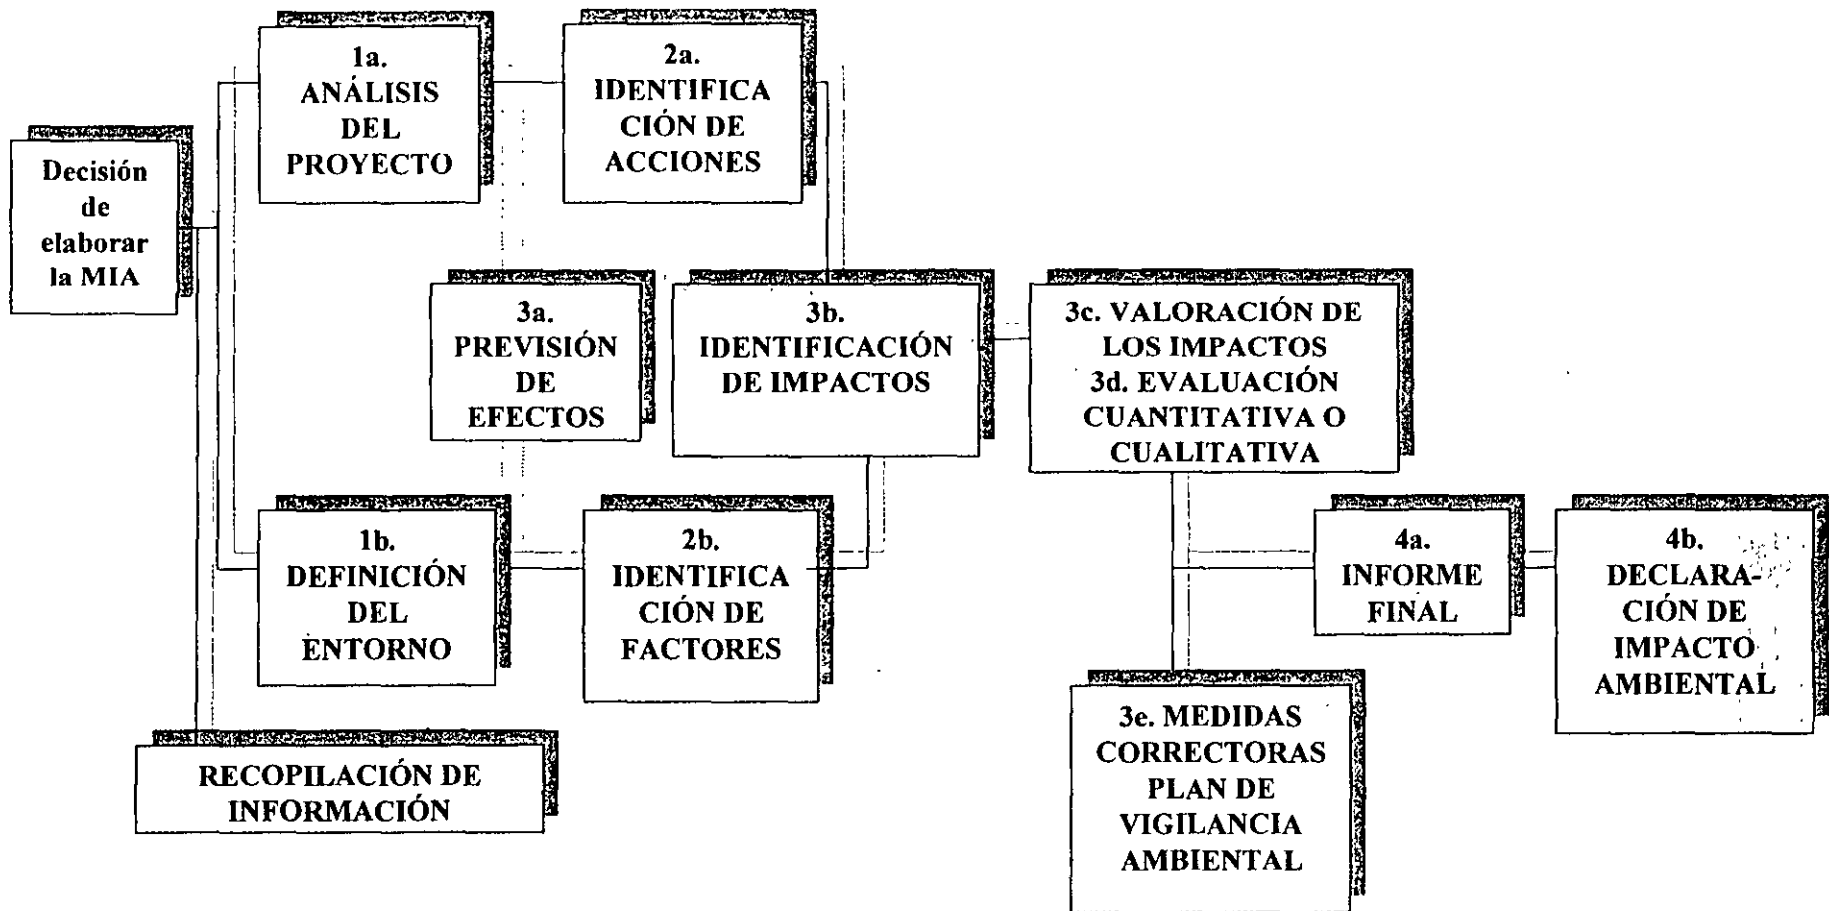 Decisión
de
elaborar
la MIA
1a.
ANÁLISIS
DEL
PROYECTO
2a.
IDENTIFICA
CIÓN DE
ACCIONES
3a.
PREVISIÓN
DE
EFECTOS
3b.
IDENTIFICACIÓN
DE IMPACTOS
3c. VALORACIÓN DE
LOS IMPACTOS
3d. EVALUACIÓN
CUANTITATIVA O
CUALITATIVA
1b.
DEFINICIÓN
DEL
ENTORNO
2b.
IDENTIFICA
CIÓN DE
FACTORES
4a.
INFORME
FINAL
4b.
DECLARA-
CIÓN DE
IMPACTO
AMBIENTAL
RECOPILACIÓN DE
INFORMACIÓN
3e. MEDIDAS
CORRECTORAS
PLAN DE
VIGILANCIA
AMBIENTAL